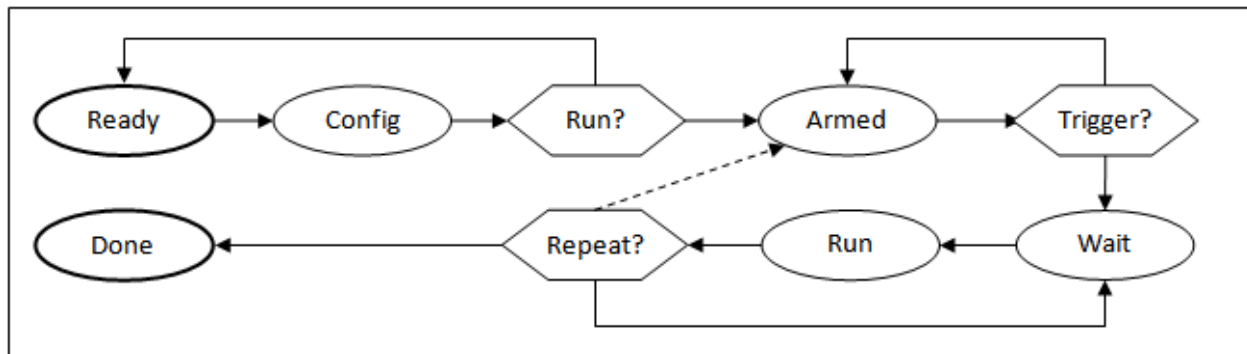 Ready
Config
Run?
Armed
Trigger?
Done
Repeat?
Run
Wait